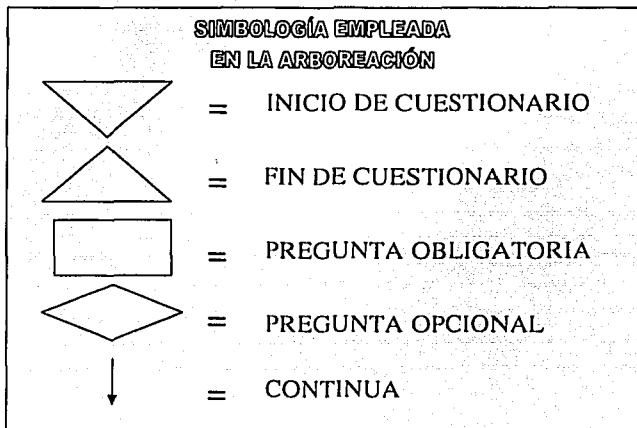 SIMBOLOGÍA EMPLEADA
EN LA ARBOREACIÓN
= INICIO DE CUESTIONARIO
= FIN DE CUESTIONARIO
= PREGUNTA OBLIGATORIA
= PREGUNTA OPCIONAL
= CONTINUA